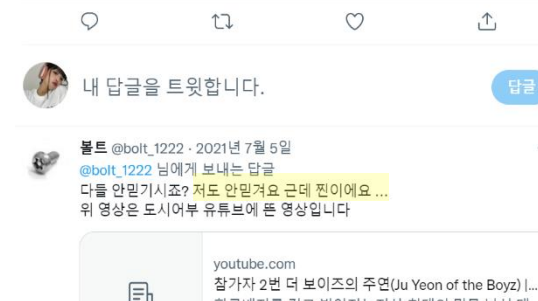 내 답글을 트윗합니다.
답글
볼트 @bolt_1222 · 2021년 7월 5일
@bolt_1222 님에게 보내는 답글
다들 안믿기시죠? 저도 안믿겨요 근데 찐이에요 ...
위 영상은 도시어부 유튜브에 뜬 영상입니다
youtube.com
참가자 2번 더 보이즈의 주연(Ju Yeon of the Boyz) |...